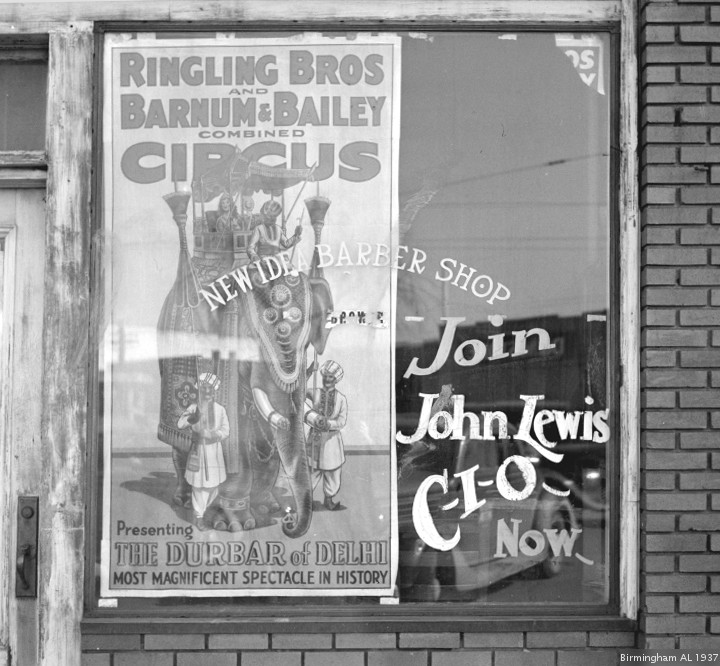 RINGLING BROS
AND
BARNUM & BAILEY
COMBINED
CIRCUS
NEW IDEA BARBER SHOP
Join
John Lewis
C-I-O-
Now
Presenting
THE DURBAR of DELHI
MOST MAGNIFICENT SPECTACLE IN HISTORY
Birmingham AL 1937